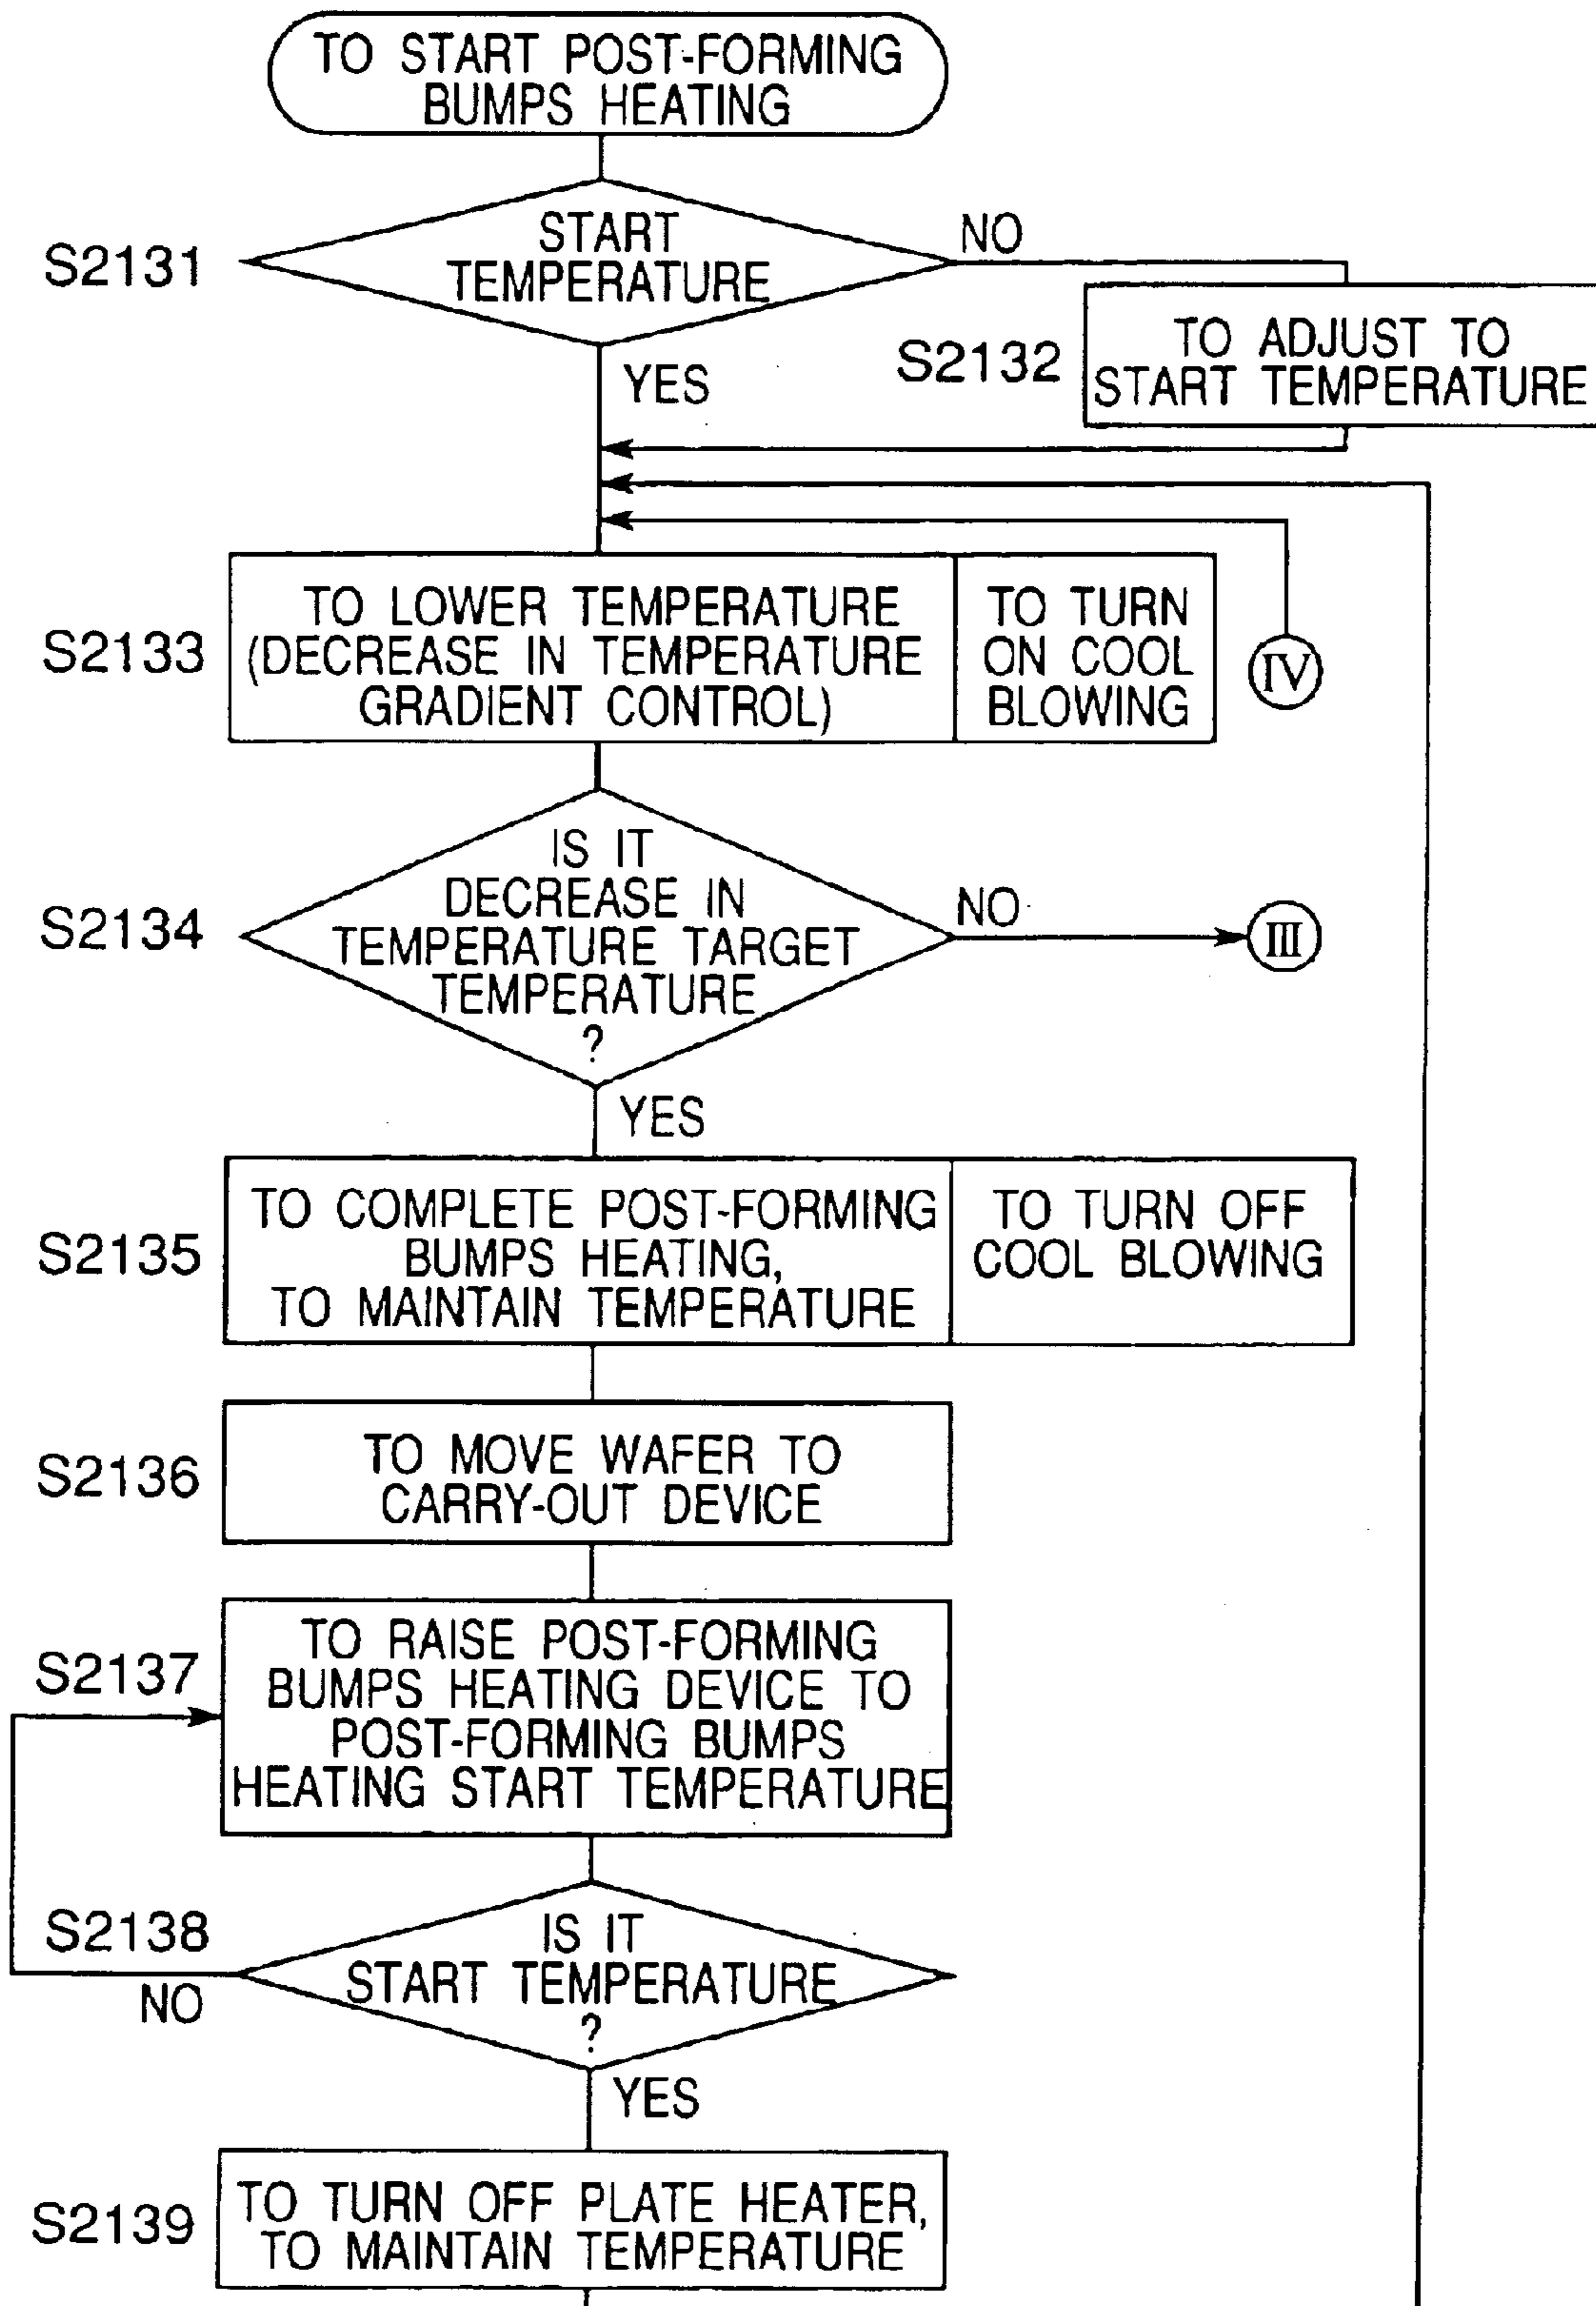 TO START POST-FORMING
BUMPS HEATING
S2131
START
TEMPERATURE
NO
YES
S2132
TO ADJUST TO
START TEMPERATURE
S2133
TO LOWER TEMPERATURE
(DECREASE IN TEMPERATURE
GRADIENT CONTROL)
TO TURN
ON COOL
BLOWING
IV
S2134
IS IT
DECREASE IN
TEMPERATURE TARGET
TEMPERATURE
?
NO
III
YES
S2135
TO COMPLETE POST-FORMING
BUMPS HEATING,
TO MAINTAIN TEMPERATURE
TO TURN OFF
COOL BLOWING
S2136
TO MOVE WAFER TO
CARRY-OUT DEVICE
S2137
TO RAISE POST-FORMING
BUMPS HEATING DEVICE TO
POST-FORMING BUMPS
HEATING START TEMPERATURE
S2138
IS IT
START TEMPERATURE
?
NO
YES
S2139
TO TURN OFF PLATE HEATER,
TO MAINTAIN TEMPERATURE